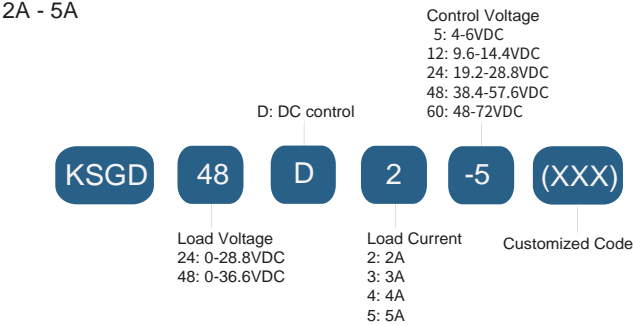 2A - 5A
Control Voltage
5: 4-6VDC
12: 9.6-14.4VDC
24: 19.2-28.8VDC
48: 38.4-57.6VDC
60: 48-72VDC
D: DC control
KSGD 48 D 2 -5 (XXX)
Load Voltage
24: 0-28.8VDC
48: 0-36.6VDC
Load Current
2: 2A
3: 3A
4: 4A
5: 5A
Customized Code